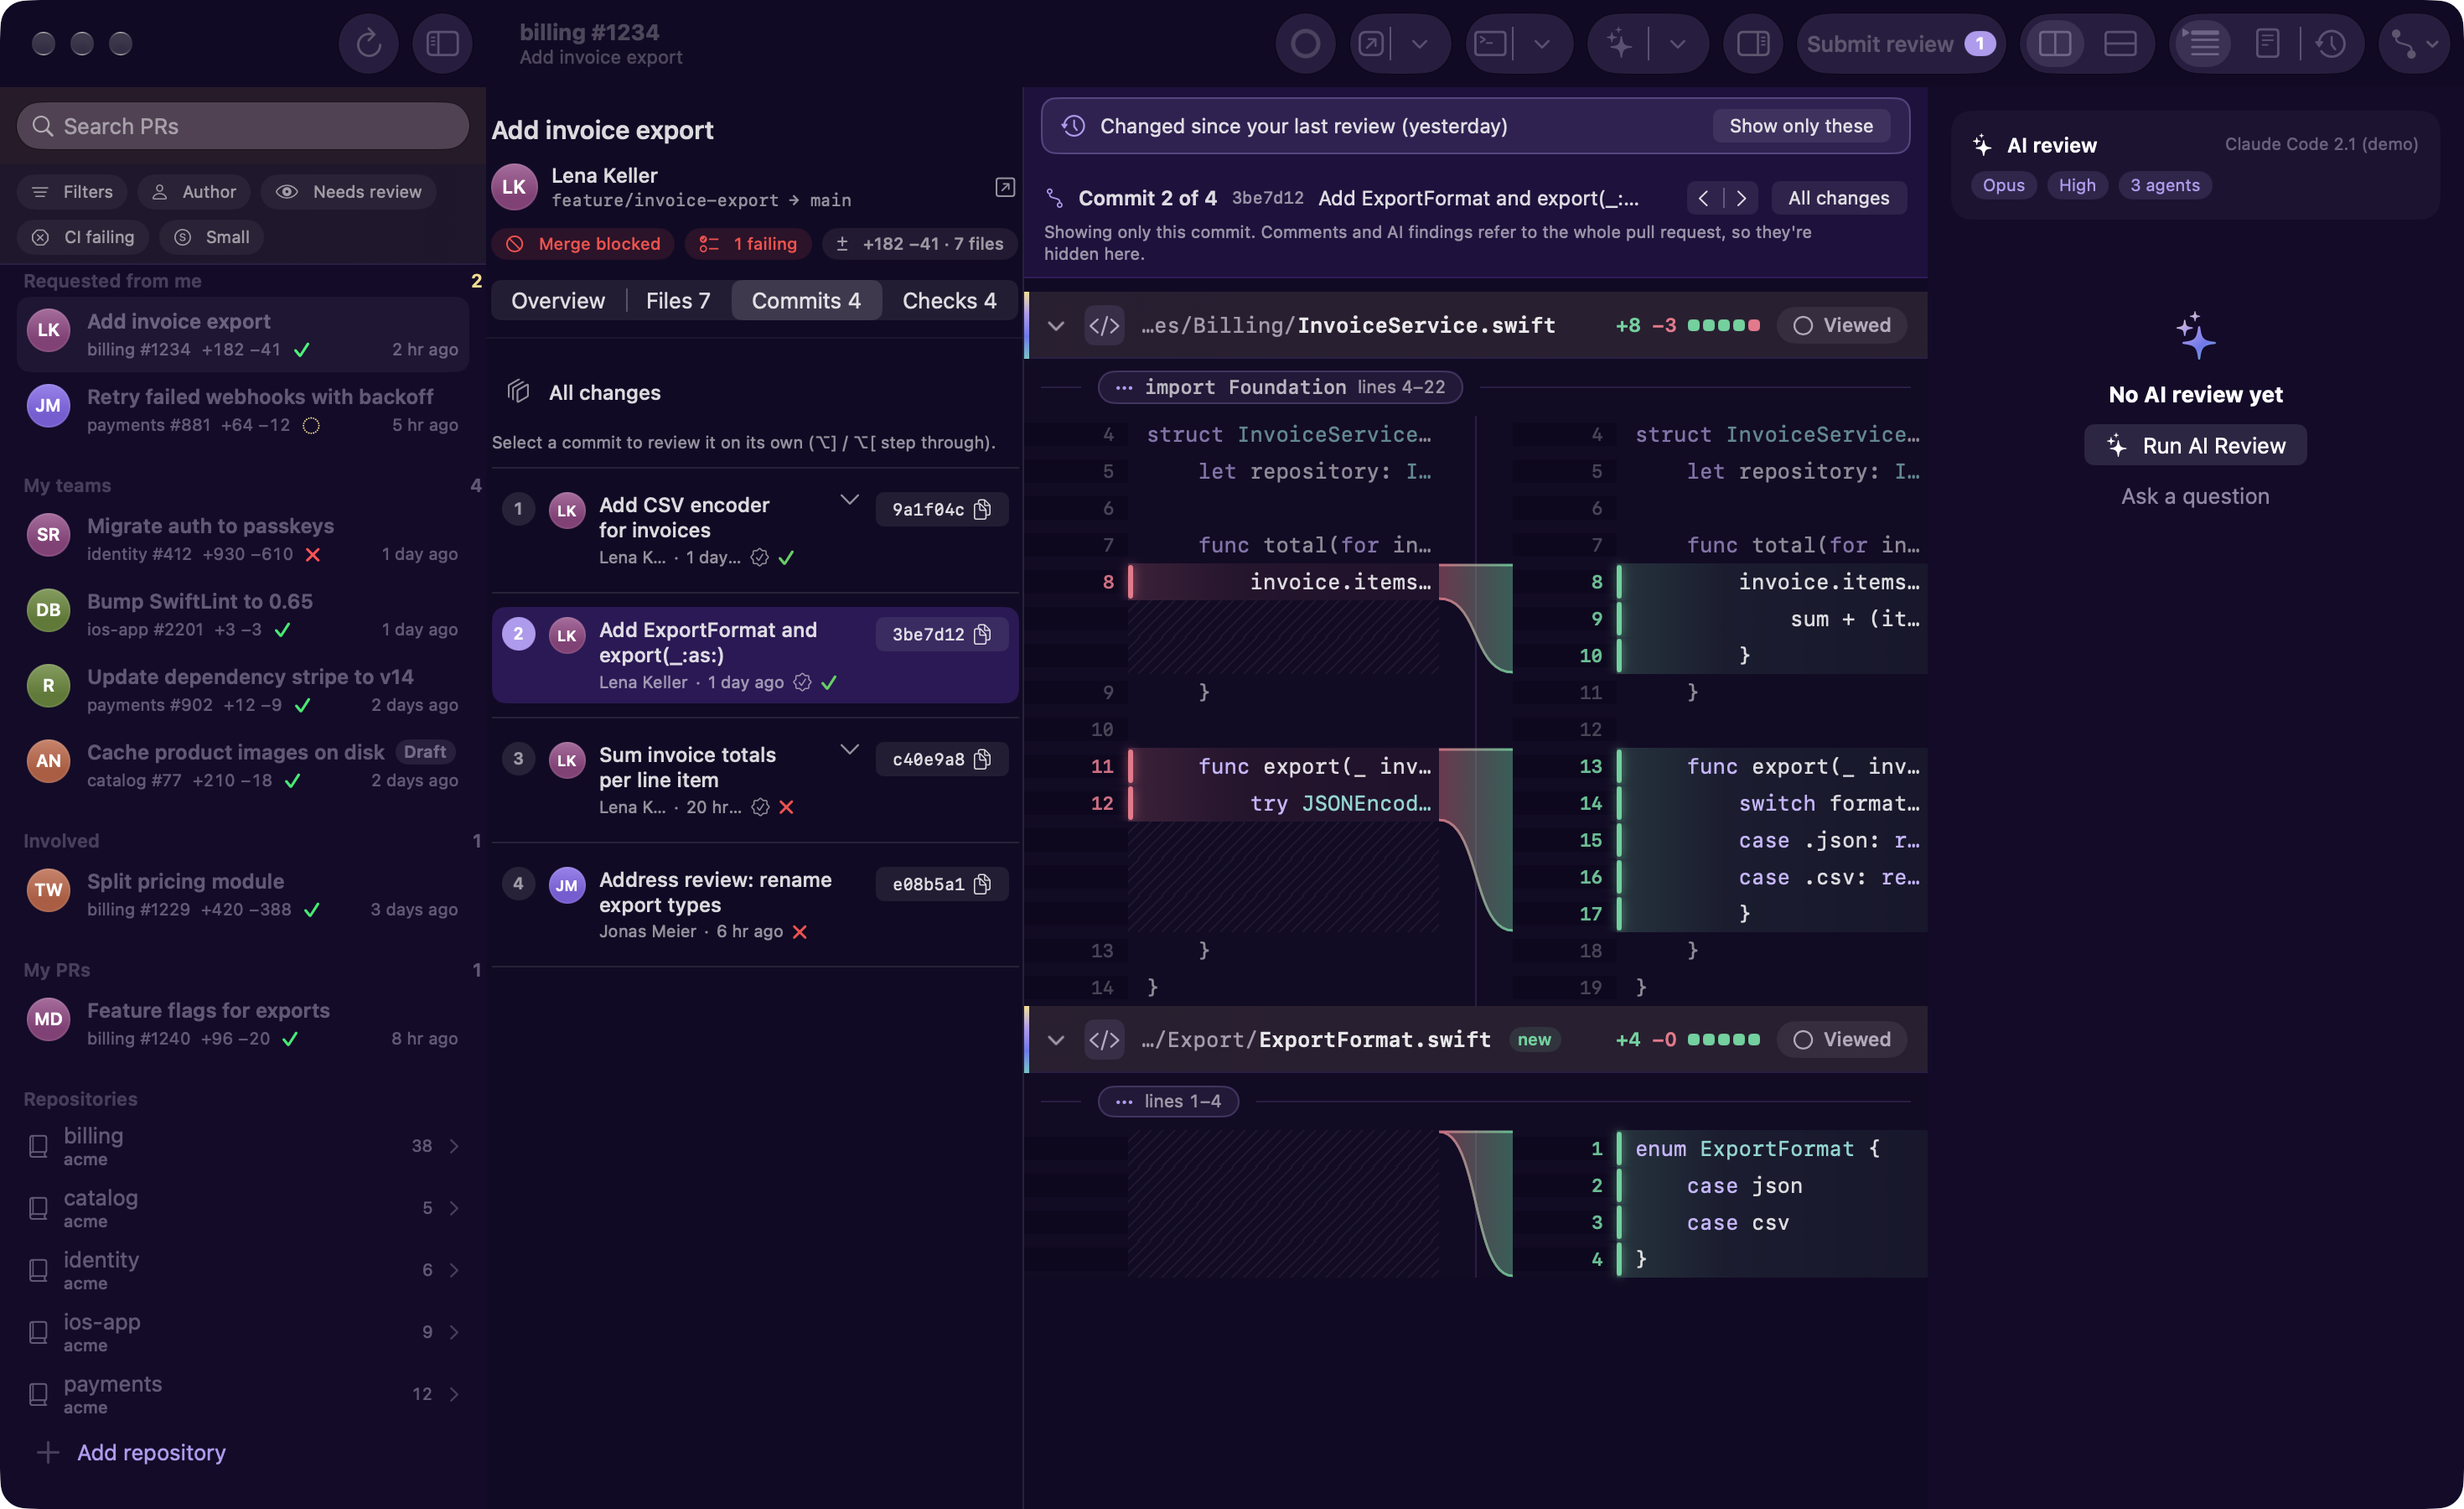 billing #1234
Add invoice export
Submit review 1
Search PRs
Filters
Author
Needs review
CI failing
Small
Requested from me 2
LK
Add invoice export
billing #1234 +182 −41
2 hr ago
JM
Retry failed webhooks with backoff
payments #881 +64 −12
5 hr ago
My teams 4
SR
Migrate auth to passkeys
identity #412 +930 −610
1 day ago
DB
Bump SwiftLint to 0.65
ios-app #2201 +3 −3
1 day ago
R
Update dependency stripe to v14
payments #902 +12 −9
2 days ago
AN
Cache product images on disk Draft
catalog #77 +210 −18
2 days ago
Involved 1
TW
Split pricing module
billing #1229 +420 −388
3 days ago
My PRs 1
MD
Feature flags for exports
billing #1240 +96 −20
8 hr ago
Repositories
billing
acme
38
catalog
acme
5
identity
acme
6
ios-app
acme
9
payments
acme
12
Add repository
Add invoice export
LK
Lena Keller
feature/invoice-export → main
Merge blocked
1 failing
± +182 −41 · 7 files
Overview
Files 7
Commits 4
Checks 4
All changes
Select a commit to review it on its own (⌥] / ⌥[ step through).
1
LK
Add CSV encoder
for invoices
Lena K... · 1 day...
9a1f04c
2
LK
Add ExportFormat and
export(_:as:)
Lena Keller · 1 day ago
3be7d12
3
LK
Sum invoice totals
per line item
Lena K... · 20 hr...
c40e9a8
4
JM
Address review: rename
export types
Jonas Meier · 6 hr ago
e08b5a1
Changed since your last review (yesterday)
Show only these
Commit 2 of 4 3be7d12 Add ExportFormat and export(_:...
All changes
Showing only this commit. Comments and AI findings refer to the whole pull request, so they're
hidden here.
</> …es/Billing/InvoiceService.swift
+8 −3
Viewed
··· import Foundation lines 4–22
4 struct InvoiceService… 4 struct InvoiceService…
5 let repository: I… 5 let repository: I…
6 6
7 func total(for in… 7 func total(for in…
8 invoice.items… 8 invoice.items…
9 sum + (it…
10 }
9 } 11 }
10 12
11 func export(_ inv… 13 func export(_ inv…
12 try JSONEncod… 14 switch format…
15 case .json: r…
16 case .csv: re…
17 }
13 } 18 }
14 } 19 }
</> …/Export/ExportFormat.swift new
+4 −0
Viewed
··· lines 1–4
1 enum ExportFormat {
2 case json
3 case csv
4 }
AI review
Claude Code 2.1 (demo)
Opus
High
3 agents
No AI review yet
Run AI Review
Ask a question